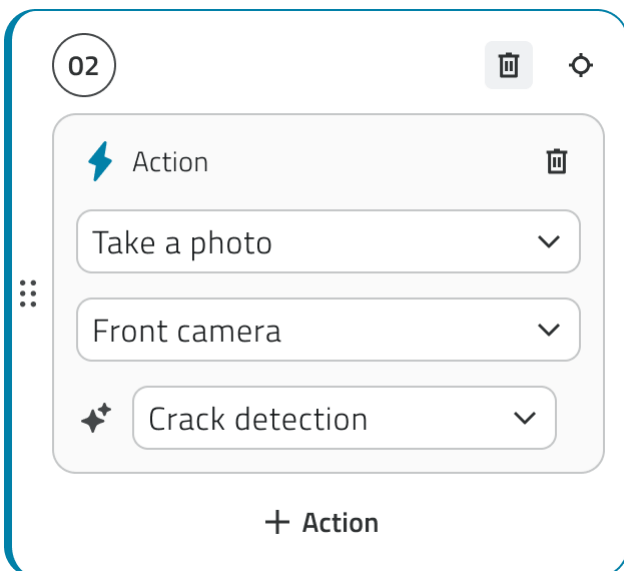 02
Action
Take a photo
Front camera
Crack detection
+ Action